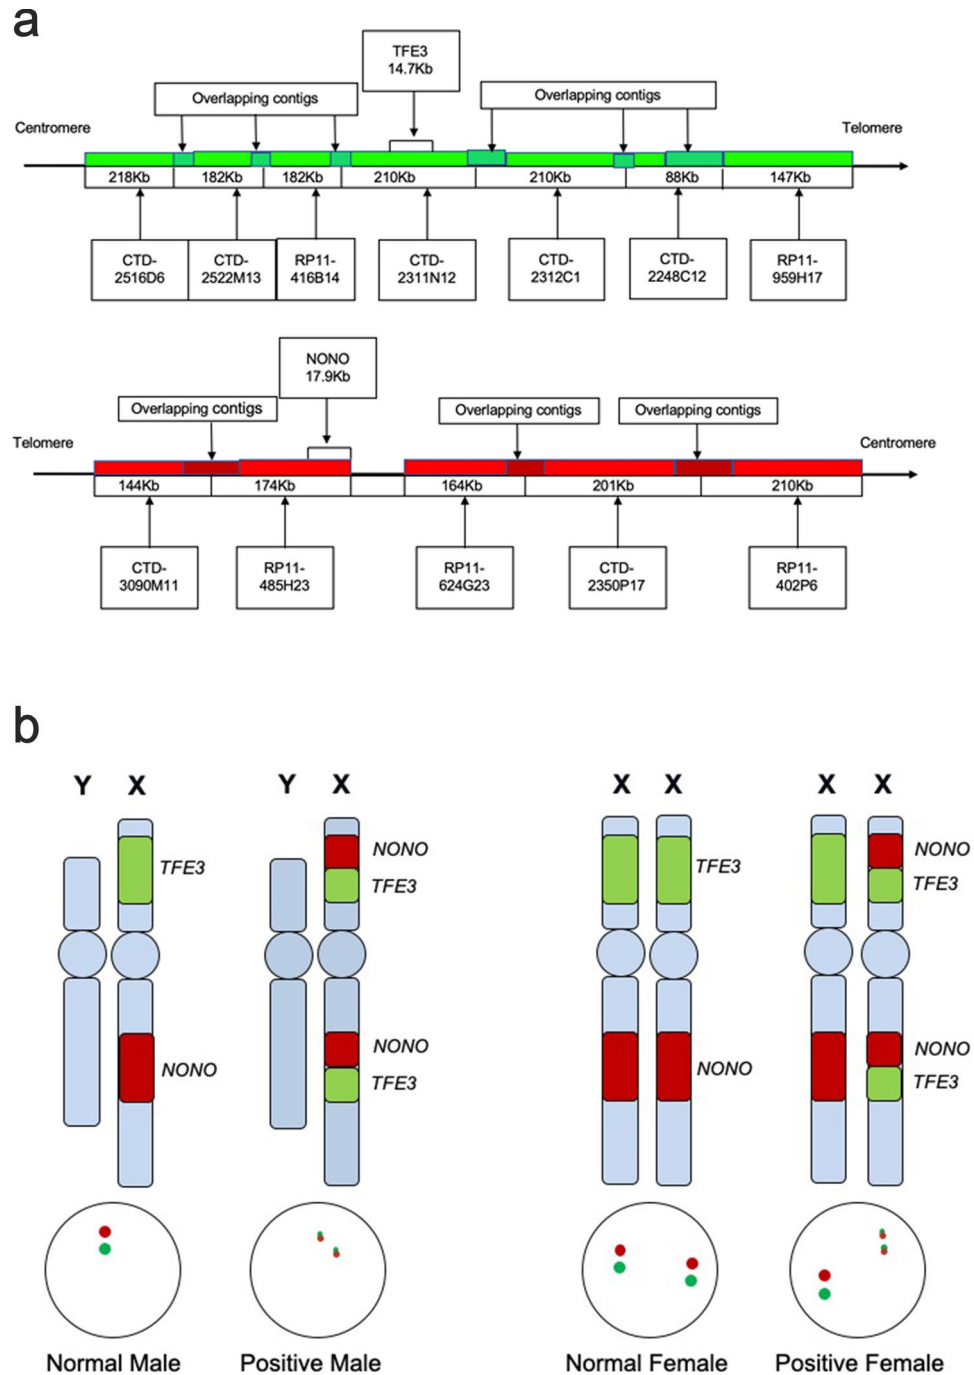 a
TFE3
14.7Kb
Overlapping contigs
Overlapping contigs
Centromere
Telomere
218Kb 182Kb 182Kb 210Kb 210Kb 88Kb 147Kb
CTD-
2516D6
CTD-
2522M13
RP11-
416B14
CTD-
2311N12
CTD-
2312C1
CTD-
2248C12
RP11-
959H17
NONO
17.9Kb
Overlapping contigs
Overlapping contigs
Overlapping contigs
Telomere
Centromere
144Kb 174Kb 164Kb 201Kb 210Kb
CTD-
3090M11
RP11-
485H23
RP11-
624G23
CTD-
2350P17
RP11-
402P6
b
Y X
TFE3
NONO
Normal Male
Y X
NONO
TFE3
NONO
TFE3
Positive Male
X X
TFE3
NONO
Normal Female
X X
NONO
TFE3
NONO
TFE3
Positive Female